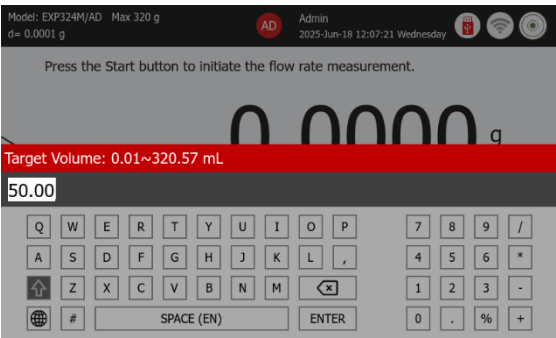 Model: EXP324M/AD Max 320 g
d= 0.0001 g
AD
Admin
2025-Jun-18 12:07:21 Wednesday
Press the Start button to initiate the flow rate measurement.
0.0000 g
Target Volume: 0.01~320.57 mL
50.00
Q W E R T Y U I O P 7 8 9 /
A S D F G H J K L , 4 5 6 *
Z X C V B N M 1 2 3 -
# SPACE (EN) ENTER 0 . % +